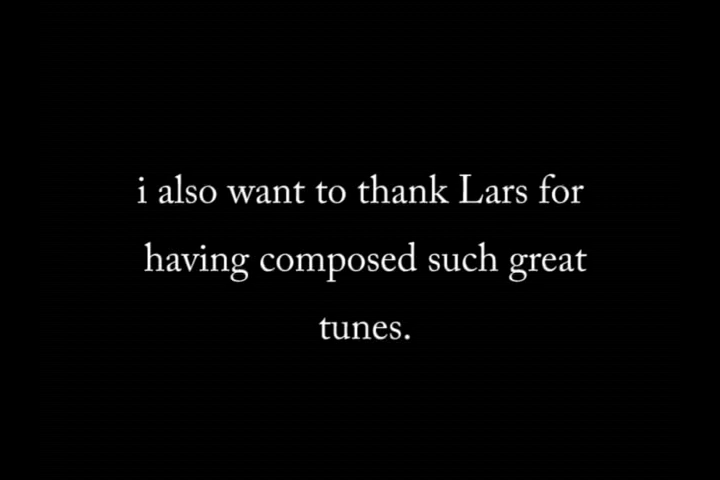 i also want to thank Lars for
having composed such great
tunes.